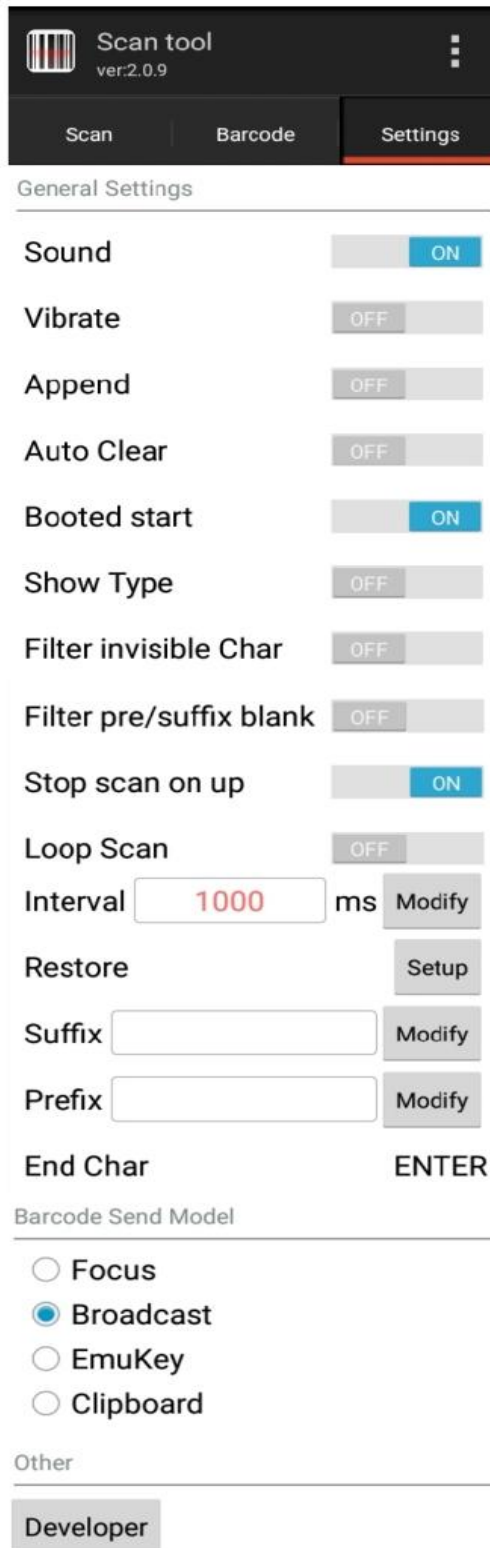 Scan tool
ver:2.0.9
Scan Barcode Settings
General Settings
Sound ON
Vibrate OFF
Append OFF
Auto Clear OFF
Booted start ON
Show Type OFF
Filter invisible Char OFF
Filter pre/suffix blank OFF
Stop scan on up ON
Loop Scan OFF
Interval 1000 ms Modify
Restore Setup
Suffix Modify
Prefix Modify
End Char ENTER
Barcode Send Model
Focus
Broadcast
EmuKey
Clipboard
Other
Developer